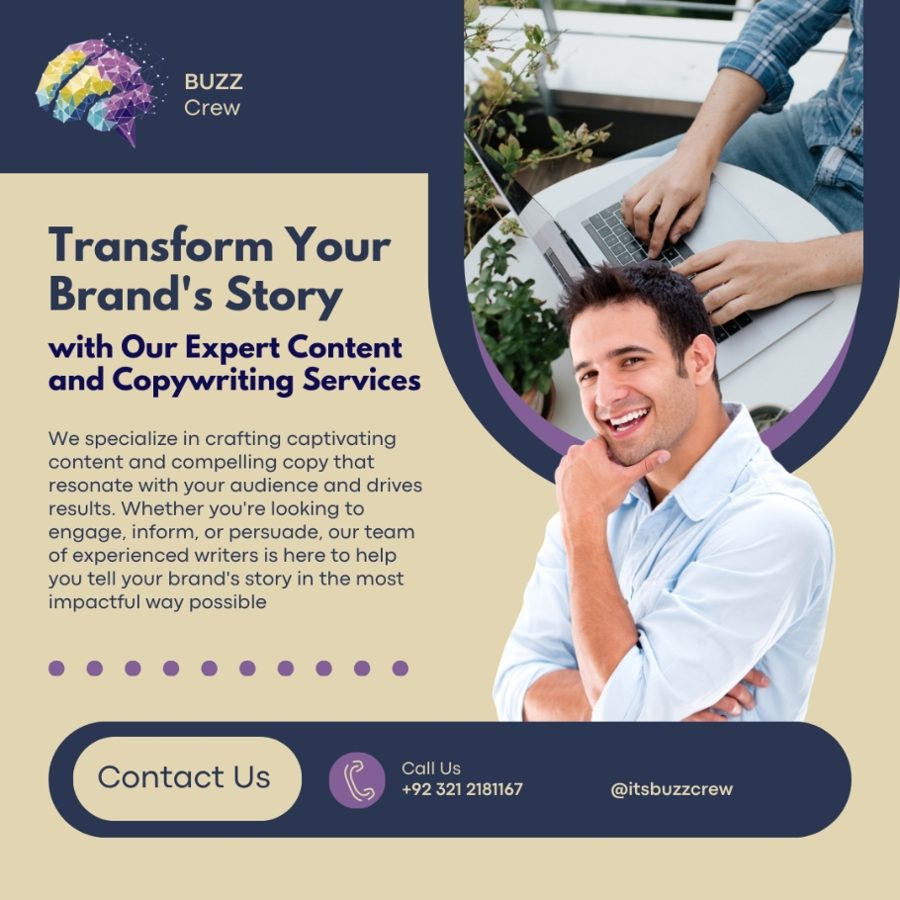 BUZZ
Crew
Transform Your
Brand's Story
with Our Expert Content
and Copywriting Services
We specialize in crafting captivating
content and compelling copy that
resonate with your audience and drives
results. Whether you're looking to
engage, inform, or persuade, our team
of experienced writers is here to help
you tell your brand's story in the most
impactful way possible
Contact Us
Call Us
+92 321 2181167
@itsbuzzcrew